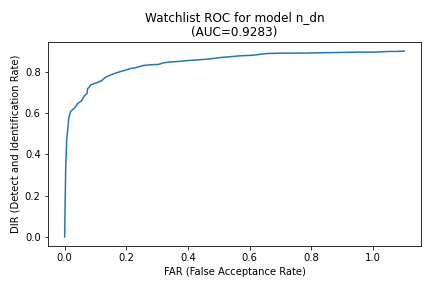 Watchlist ROC for model n_dn
(AUC=0.9283)
DIR (Detect and Identification Rate)
0.8
0.6
0.4
0.2
0.0
0.0
0.2
0.4
0.6
0.8
1.0
FAR (False Acceptance Rate)